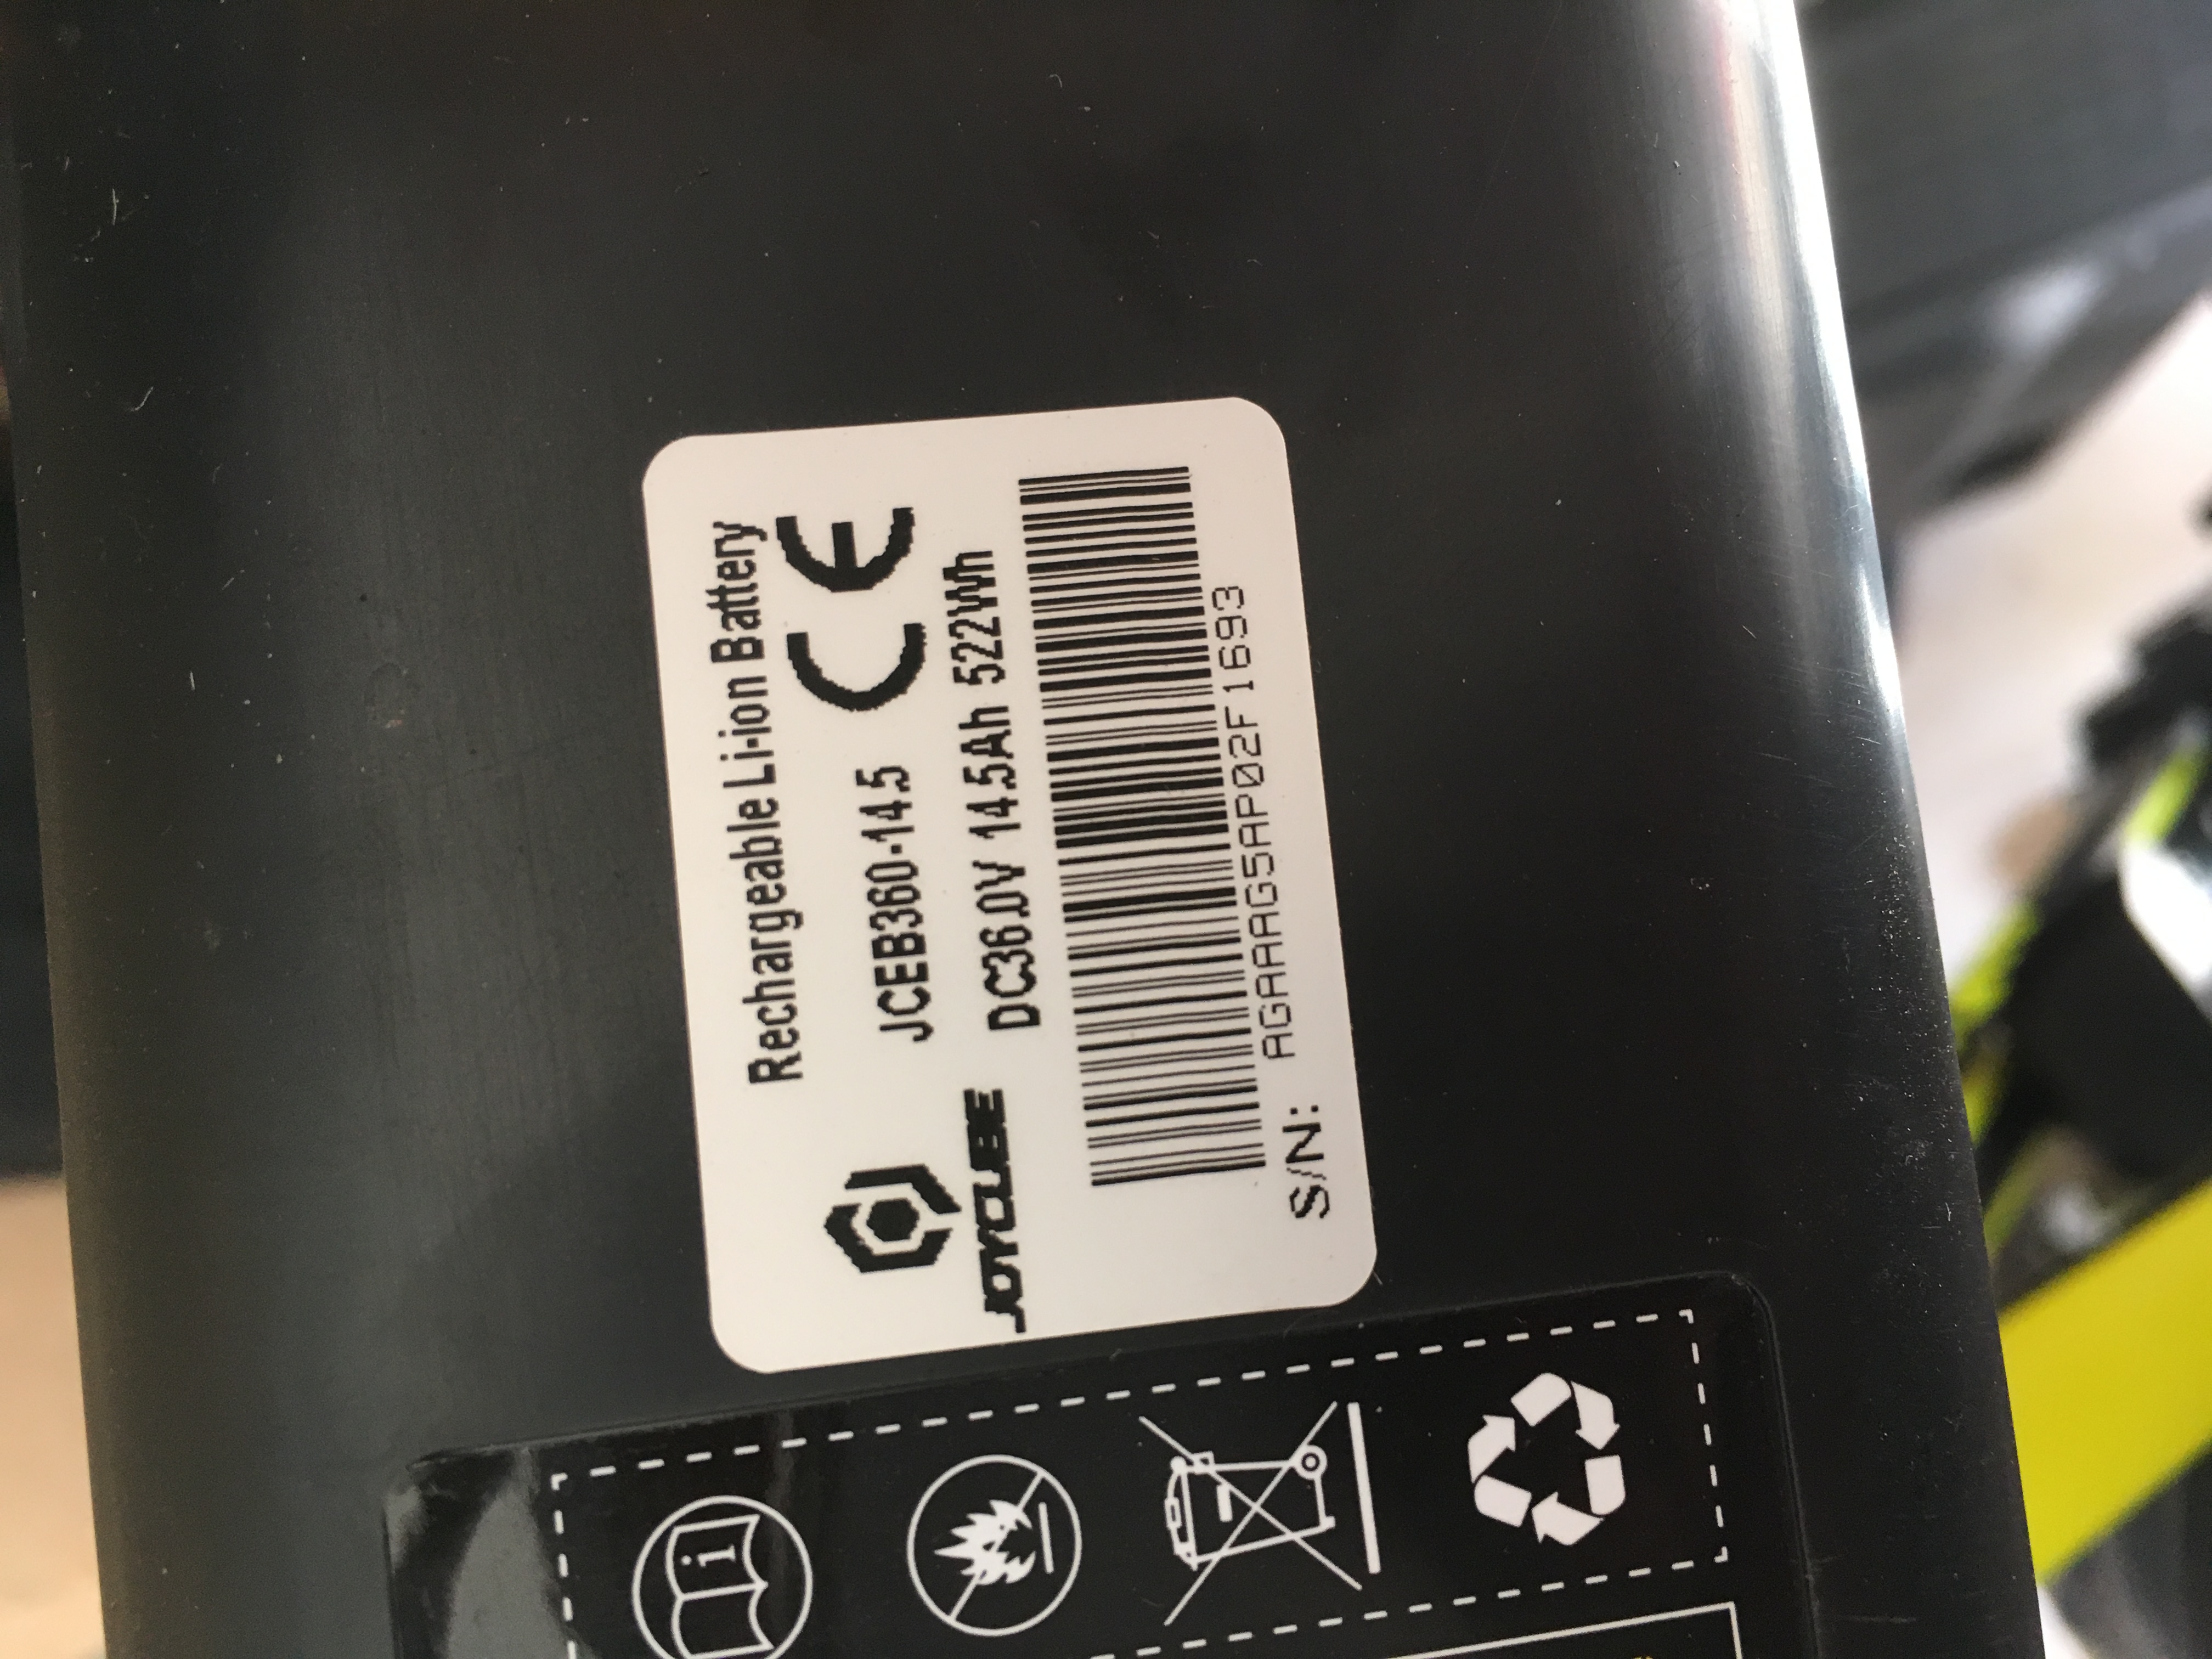 Rechargeable Li-ion Battery
JCEB360-14.5
CE
JOYCUBE
DC36.0V 14.5Ah 522Wh
S/N: AGAAAG5AP02F1693
i